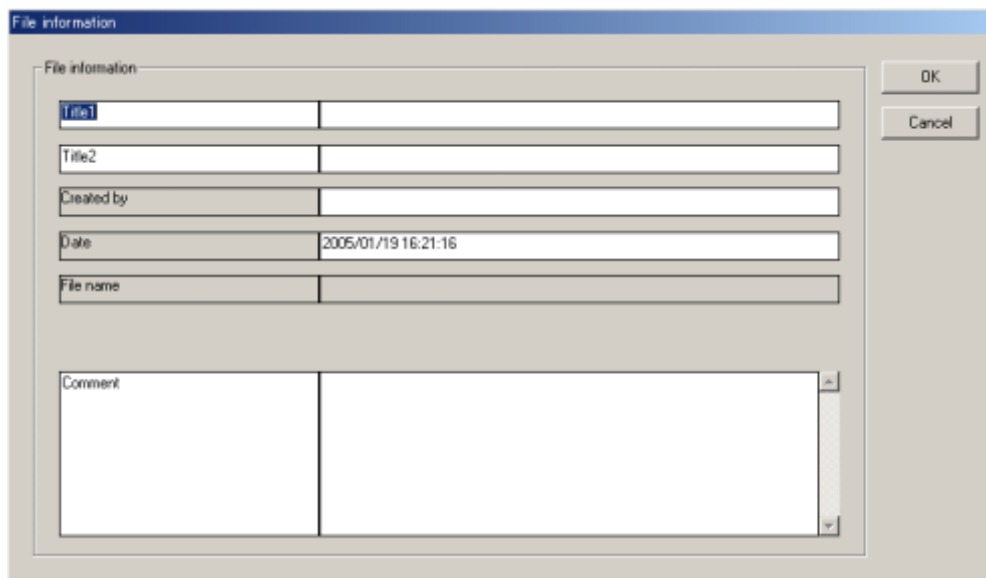 File information
File information
OK
Title1
Cancel
Title2
Created by
Date 2005/01/19 16:21:16
File name
Comment